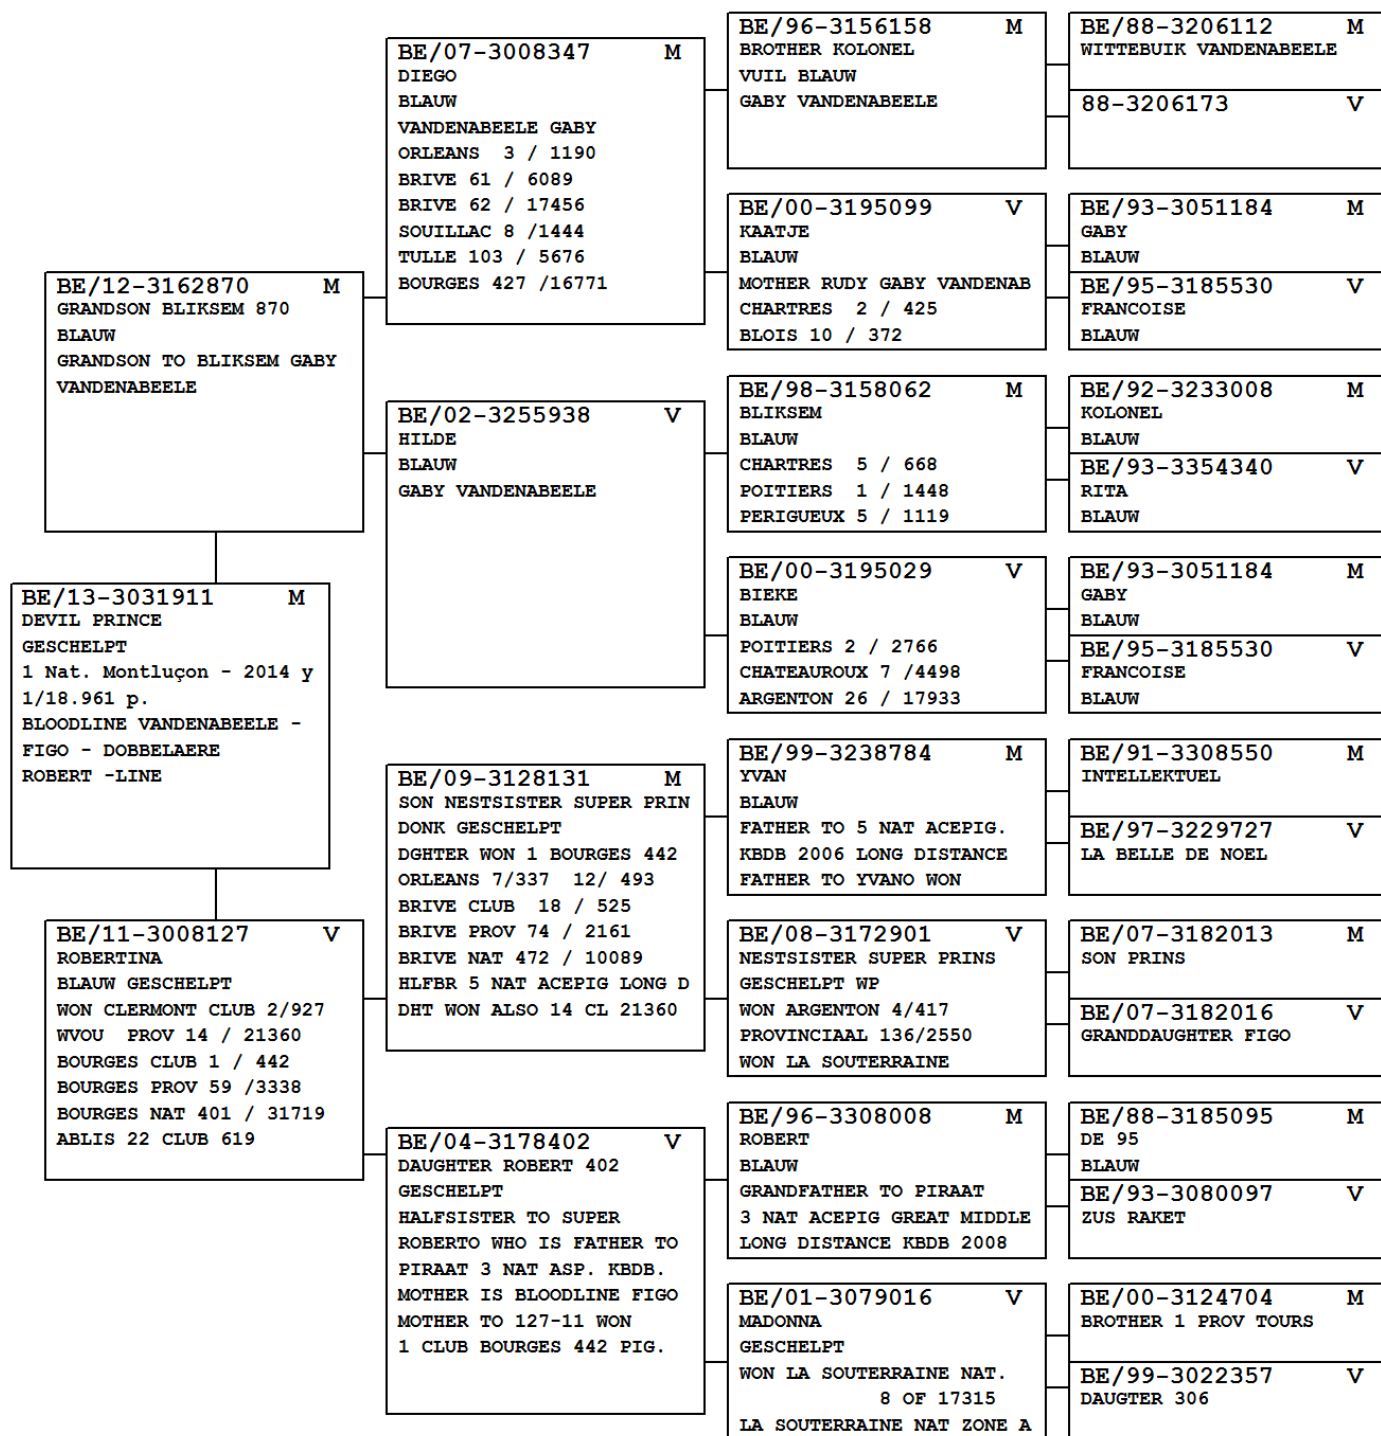 BE/13-3031911 M
DEVIL PRINCE
GESCHELPT
1 Nat. Montluçon - 2014 y
1/18.961 p.
BLOODLINE VANDENABEELE -
FIGO - DOBBELAERE
ROBERT -LINE
BE/12-3162870 M
GRANDSON BLIKSEM 870
BLAUW
GRANDSON TO BLIKSEM GABY
VANDENABEELE
BE/11-3008127 V
ROBERTINA
BLAUW GESCHELPT
WON CLERMONT CLUB 2/927
WVOU PROV 14 / 21360
BOURGES CLUB 1 / 442
BOURGES PROV 59 /3338
BOURGES NAT 401 / 31719
ABLIS 22 CLUB 619
BE/07-3008347 M
DIEGO
BLAUW
VANDENABEELE GABY
ORLEANS 3 / 1190
BRIVE 61 / 6089
BRIVE 62 / 17456
SOUILLAC 8 /1444
TULLE 103 / 5676
BOURGES 427 /16771
BE/02-3255938 V
HILDE
BLAUW
GABY VANDENABEELE
BE/09-3128131 M
SON NESTSISTER SUPER PRIN
DONK GESCHELPT
DGHTER WON 1 BOURGES 442
ORLEANS 7/337 12/ 493
BRIVE CLUB 18 / 525
BRIVE PROV 74 / 2161
BRIVE NAT 472 / 10089
HLFBR 5 NAT ACEPIG LONG D
DHT WON ALSO 14 CL 21360
BE/04-3178402 V
DAUGHTER ROBERT 402
GESCHELPT
HALFSISTER TO SUPER
ROBERTO WHO IS FATHER TO
PIRAAT 3 NAT ASP. KBDB.
MOTHER IS BLOODLINE FIGO
MOTHER TO 127-11 WON
1 CLUB BOURGES 442 PIG.
BE/96-3156158 M
BROTHER KOLONEL
VUIL BLAUW
GABY VANDENABEELE
BE/00-3195099 V
KAATJE
BLAUW
MOTHER RUDY GABY VANDENAB
CHARTRES 2 / 425
BLOIS 10 / 372
BE/98-3158062 M
BLIKSEM
BLAUW
CHARTRES 5 / 668
POITIERS 1 / 1448
PERIGUEUX 5 / 1119
BE/00-3195029 V
BIEKE
BLAUW
POITIERS 2 / 2766
CHATEAUROUX 7 /4498
ARGENTON 26 / 17933
BE/99-3238784 M
YVAN
BLAUW
FATHER TO 5 NAT ACEPIG.
KBDB 2006 LONG DISTANCE
FATHER TO YVANO WON
BE/08-3172901 V
NESTSISTER SUPER PRINS
GESCHELPT WP
WON ARGENTON 4/417
PROVINCIAAL 136/2550
WON LA SOUTERRAINE
BE/96-3308008 M
ROBERT
BLAUW
GRANDFATHER TO PIRAAT
3 NAT ACEPIG GREAT MIDDLE
LONG DISTANCE KBDB 2008
BE/01-3079016 V
MADONNA
GESCHELPT
WON LA SOUTERRAINE NAT.
8 OF 17315
LA SOUTERRAINE NAT ZONE A
BE/88-3206112 M
WITTEBUIK VANDENABEELE
88-3206173 V
BE/93-3051184 M
GABY
BLAUW
BE/95-3185530 V
FRANCOISE
BLAUW
BE/92-3233008 M
KOLONEL
BLAUW
BE/93-3354340 V
RITA
BLAUW
BE/93-3051184 M
GABY
BLAUW
BE/95-3185530 V
FRANCOISE
BLAUW
BE/91-3308550 M
INTELLEKTUEL
BE/97-3229727 V
LA BELLE DE NOEL
BE/07-3182013 M
SON PRINS
BE/07-3182016 V
GRANDDAUGHTER FIGO
BE/88-3185095 M
DE 95
BLAUW
BE/93-3080097 V
ZUS RAKET
BE/00-3124704 M
BROTHER 1 PROV TOURS
BE/99-3022357 V
DAUGTER 306